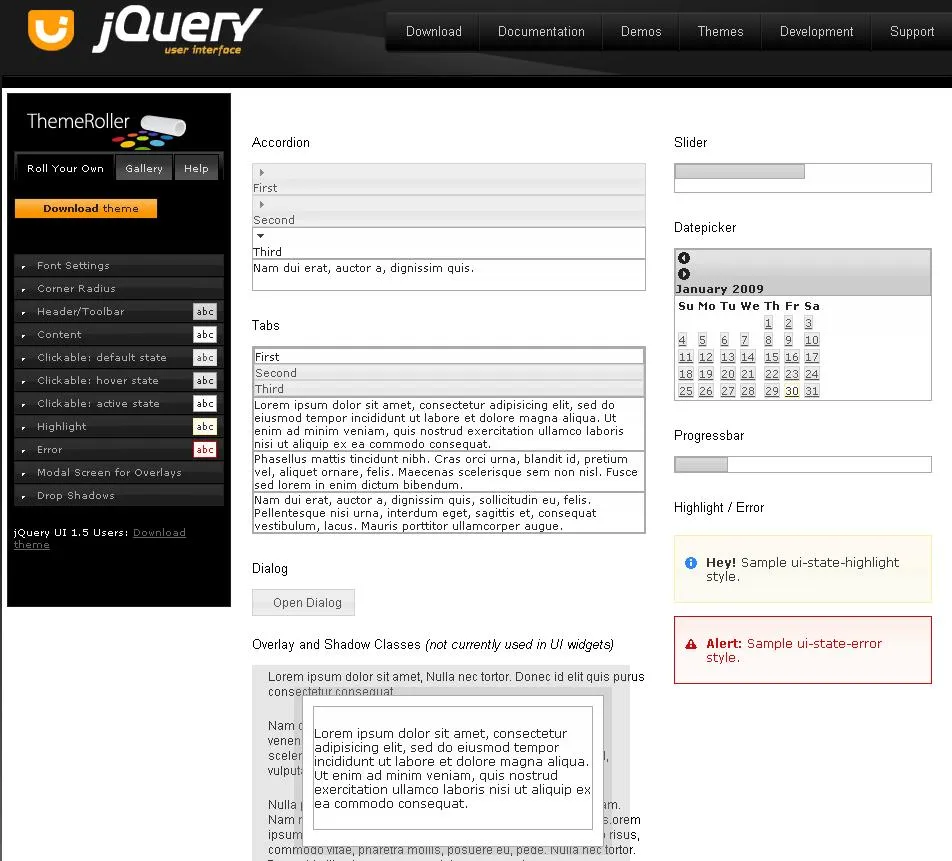 jQuery
user interface
Download
Documentation
Demos
Themes
Development
Support
ThemeRoller
Roll Your Own
Gallery
Help
Download theme
Font Settings
Corner Radius
Header/Toolbar abc
Content abc
Clickable: default state abc
Clickable: hover state abc
Clickable: active state abc
Highlight abc
Error abc
Modal Screen for Overlays
Drop Shadows
jQuery UI 1.5 Users: Download
theme
Accordion
First
Second
Third
Nam dui erat, auctor a, dignissim quis.
Tabs
First
Second
Third
Lorem ipsum dolor sit amet, consectetur adipisicing elit, sed do
eiusmod tempor incididunt ut labore et dolore magna aliqua. Ut
enim ad minim veniam, quis nostrud exercitation ullamco laboris
nisi ut aliquip ex ea commodo consequat.
Phasellus mattis tincidunt nibh. Cras orci urna, blandit id, pretium
vel, aliquet ornare, felis. Maecenas scelerisque sem non nisl. Fusce
sed lorem in enim dictum bibendum.
Nam dui erat, auctor a, dignissim quis, sollicitudin eu, felis.
Pellentesque nisi urna, interdum eget, sagittis et, consequat
vestibulum, lacus. Mauris porttitor ullamcorper augue.
Dialog
Open Dialog
Overlay and Shadow Classes (not currently used in UI widgets)
Lorem ipsum dolor sit amet, Nulla nec tortor. Donec id elit quis purus
consectetur consequat
Nam
Lorem ipsum dolor sit amet, consectetur
adipisicing elit, sed do eiusmod tempor
incididunt ut labore et dolore magna aliqua.
Ut enim ad minim veniam, quis nostrud
exercitation ullamco laboris nisi ut aliquip ex
ea commodo consequat.
Nulla
Nam
ipsum risus,
commodo vitae, pharetra mollis, posuere eu, pede. Nulla nec tortor.
Slider
Datepicker
January 2009
Su Mo Tu We Th Fr Sa
1 2 3
4 5 6 7 8 9 10
11 12 13 14 15 16 17
18 19 20 21 22 23 24
25 26 27 28 29 30 31
Progressbar
Highlight / Error
Hey! Sample ui-state-highlight
style.
Alert: Sample ui-state-error
style.